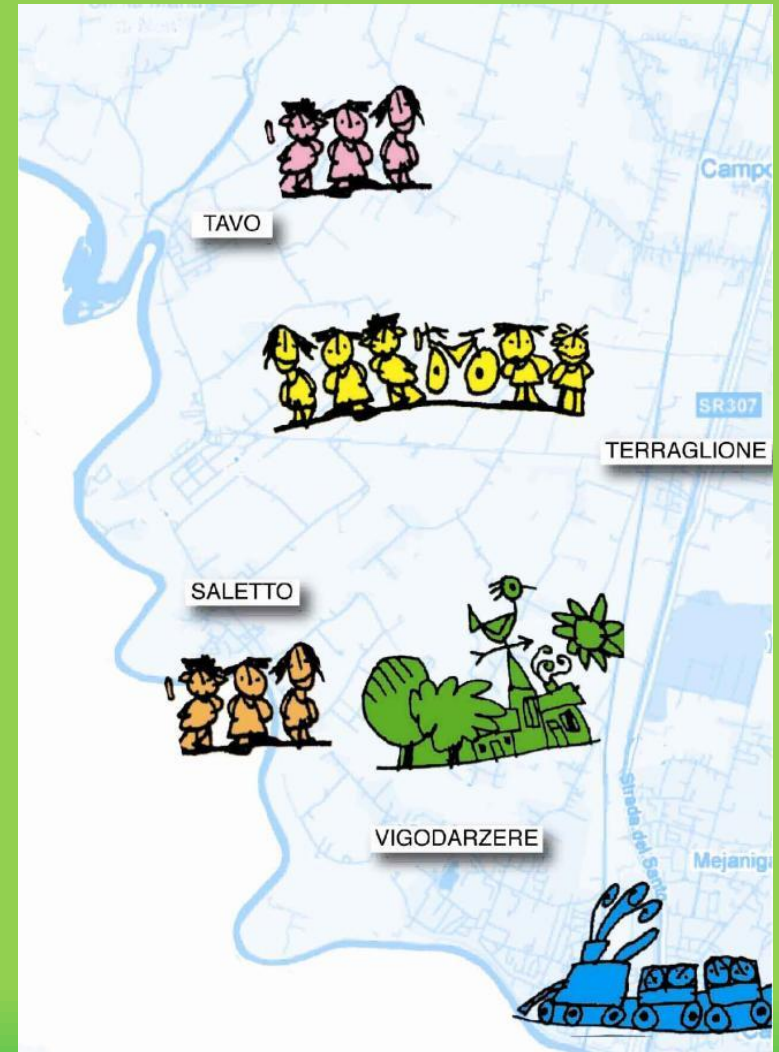 Campo
TAVO
SR307
TERRAGLIONE
SALETTO
Strada del Santo
VIGODARZERE
Mejaniga